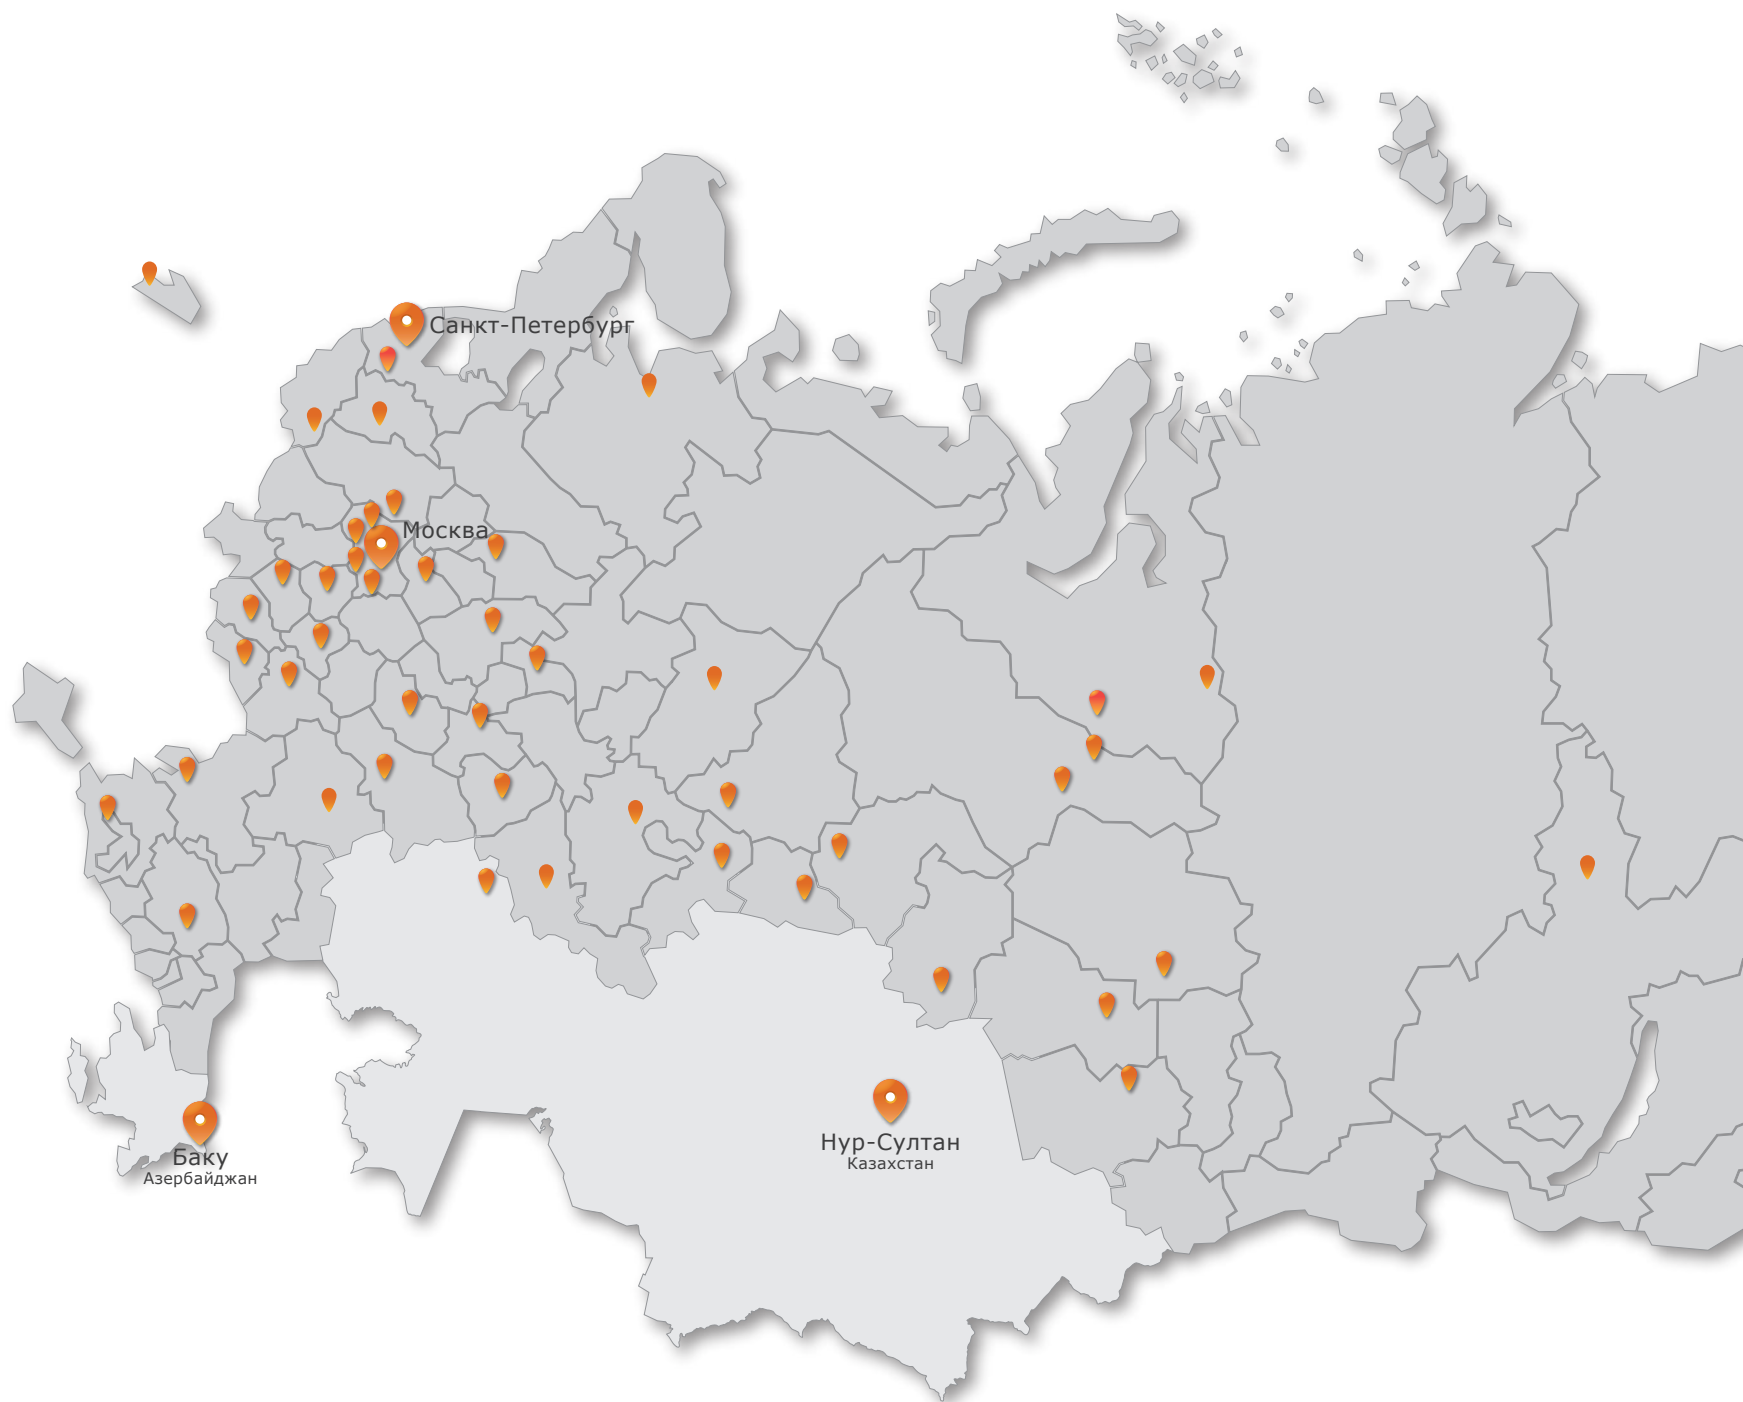 Санкт-Петербург
Москва
Нур-Султан
Казахстан
Баку
Азербайджан